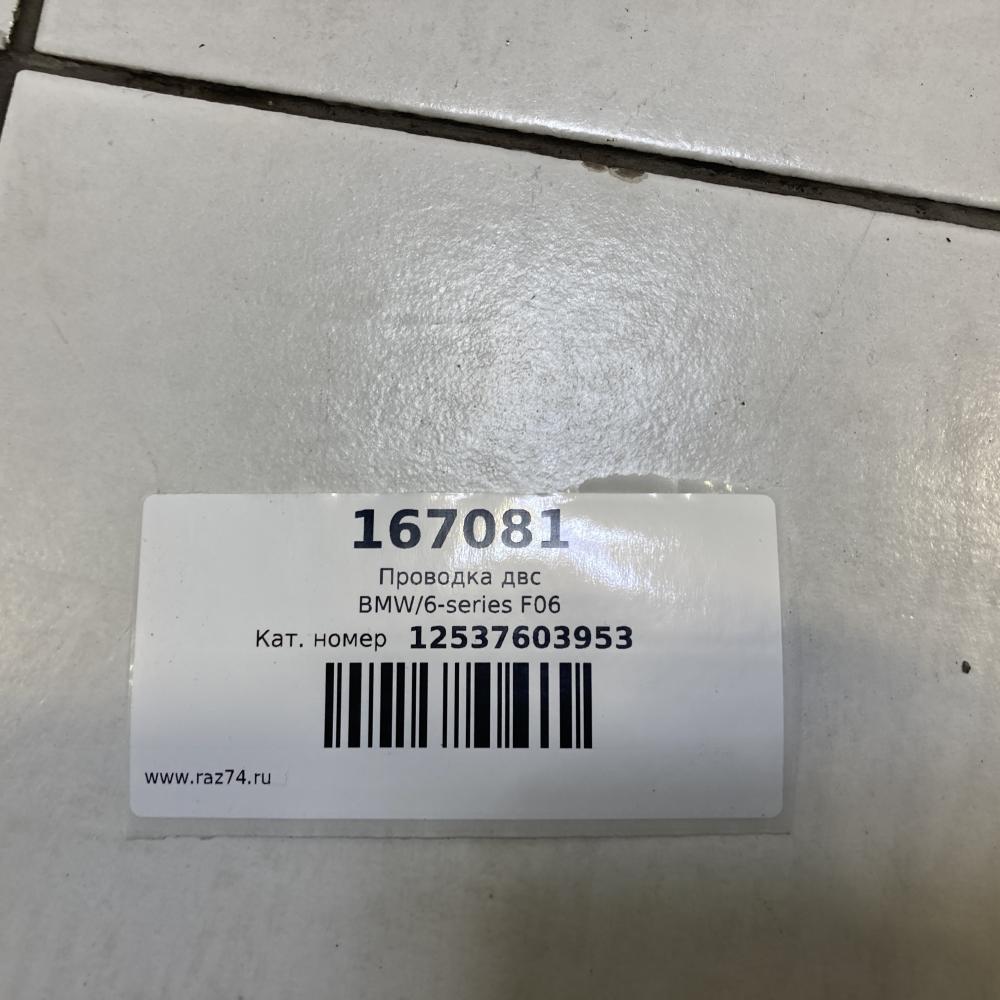 167081
Проводка двс
BMW/6-series F06
Кат. номер 12537603953
www.raz74.ru